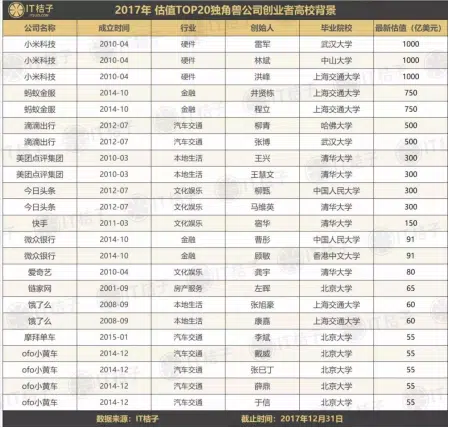 IT桔子 2017年 估值TOP20独角兽公司创业者高校背景
公司名称 成立时间 行业 创始人 毕业院校 最新估值（亿美元）
小米科技 2010-04 硬件 雷军 武汉大学 1000
小米科技 2010-04 硬件 林斌 中山大学 1000
小米科技 2010-04 硬件 洪峰 上海交通大学 1000
蚂蚁金服 2014-10 金融 井贤栋 上海交通大学 750
蚂蚁金服 2014-10 金融 程立 上海交通大学 750
滴滴出行 2012-07 汽车交通 柳青 哈佛大学 500
滴滴出行 2012-07 汽车交通 张博 武汉大学 500
美团点评集团 2010-03 本地生活 王兴 清华大学 300
美团点评集团 2010-03 本地生活 王慧文 清华大学 300
今日头条 2012-07 文化娱乐 柳甄 中国人民大学 300
今日头条 2012-07 文化娱乐 马维英 清华大学 300
快手 2011-03 文化娱乐 宿华 清华大学 150
微众银行 2014-10 金融 曹彤 中国人民大学 91
微众银行 2014-10 金融 顾敏 香港中文大学 91
爱奇艺 2010-04 文化娱乐 龚宇 清华大学 80
链家网 2001-09 房产服务 左晖 北京大学 65
饿了么 2008-09 本地生活 张旭豪 上海交通大学 60
饿了么 2008-09 本地生活 康嘉 上海交通大学 60
摩拜单车 2015-01 汽车交通 李斌 北京大学 55
ofo小黄车 2014-12 汽车交通 戴威 北京大学 55
ofo小黄车 2014-12 汽车交通 张巳丁 北京大学 55
ofo小黄车 2014-12 汽车交通 薛鼎 北京大学 55
ofo小黄车 2014-12 汽车交通 于信 北京大学 55
数据来源：IT桔子 截止时间：2017年12月31日